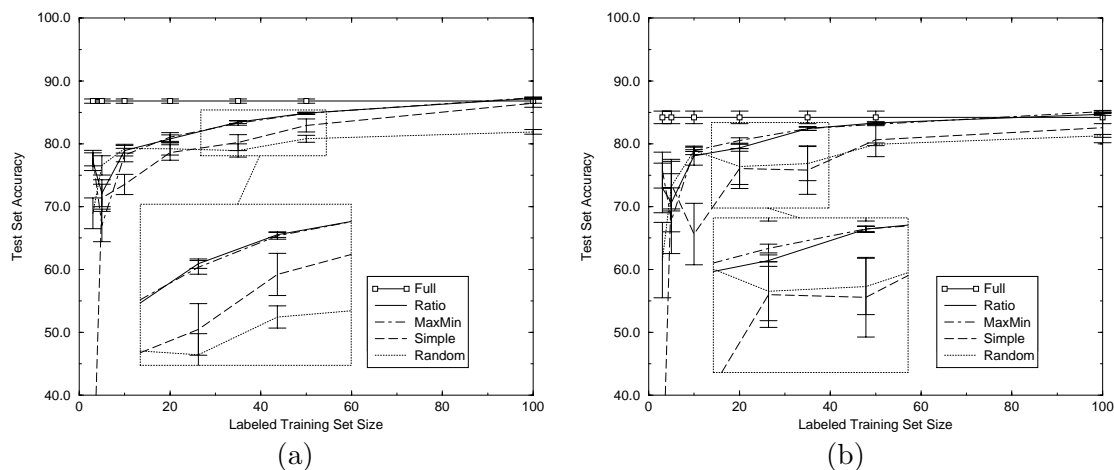 100.0
90.0
80.0
70.0
60.0
50.0
40.0
Test Set Accuracy
0 20 40 60 80 100
Labeled Training Set Size
Full
Ratio
MaxMin
Simple
Random
(a)
100.0
90.0
80.0
70.0
60.0
50.0
40.0
Test Set Accuracy
0 20 40 60 80 100
Labeled Training Set Size
Full
Ratio
MaxMin
Simple
Random
(b)